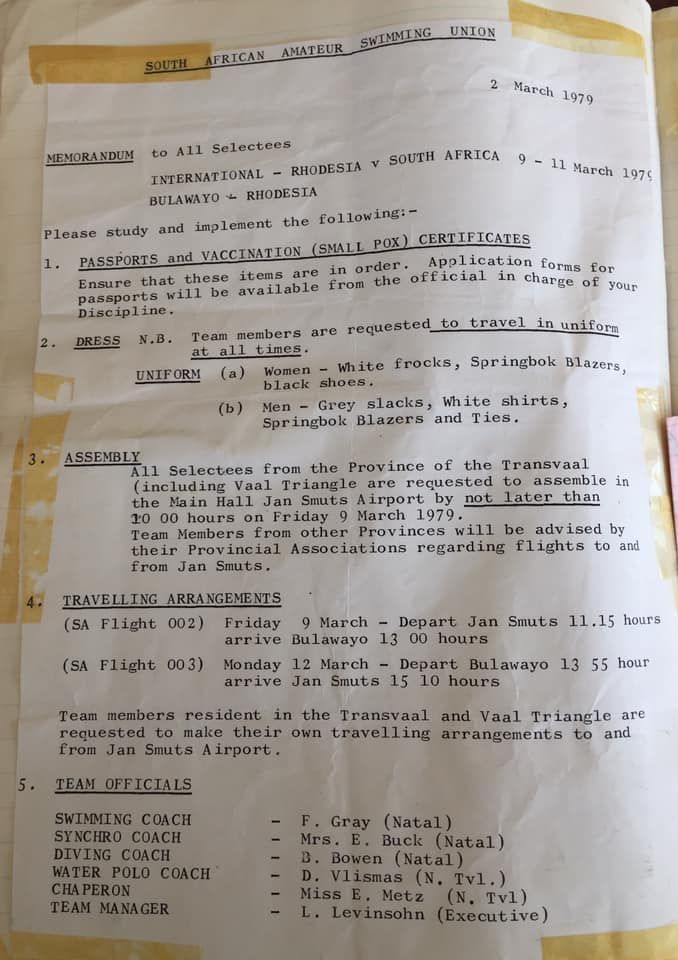 SOUTH AFRICAN AMATEUR SWIMMING UNION
2 March 1979
MEMORANDUM to All Selectees
INTERNATIONAL - RHODESIA v SOUTH AFRICA 9 - 11 March 1979
BULAWAYO - RHODESIA
Please study and implement the following:-
1. PASSPORTS and VACCINATION (SMALL POX) CERTIFICATES
Ensure that these items are in order. Application forms for
passports will be available from the official in charge of your
Discipline.
2. DRESS N.B. Team members are requested to travel in uniform
at all times.
UNIFORM (a) Women - White frocks, Springbok Blazers,
black shoes.
(b) Men - Grey slacks, White shirts,
Springbok Blazers and Ties.
3. ASSEMBLY
All Selectees from the Province of the Transvaal
(including Vaal Triangle are requested to assemble in
the Main Hall Jan Smuts Airport by not later than
10 00 hours on Friday 9 March 1979.
Team Members from other Provinces will be advised by
their Provincial Associations regarding flights to and
from Jan Smuts.
4. TRAVELLING ARRANGEMENTS
(SA Flight 002) Friday 9 March - Depart Jan Smuts 11.15 hours
arrive Bulawayo 13 00 hours
(SA Flight 003) Monday 12 March - Depart Bulawayo 13 55 hour
arrive Jan Smuts 15 10 hours
Team members resident in the Transvaal and Vaal Triangle are
requested to make their own travelling arrangements to and
from Jan Smuts Airport.
5. TEAM OFFICIALS
SWIMMING COACH - F. Gray (Natal)
SYNCHRO COACH - Mrs. E. Buck (Natal)
DIVING COACH - B. Bowen (Natal)
WATER POLO COACH - D. Vlismas (N. Tvl.)
CHAPERON - Miss E. Metz (N. Tvl)
TEAM MANAGER - L. Levinsohn (Executive)